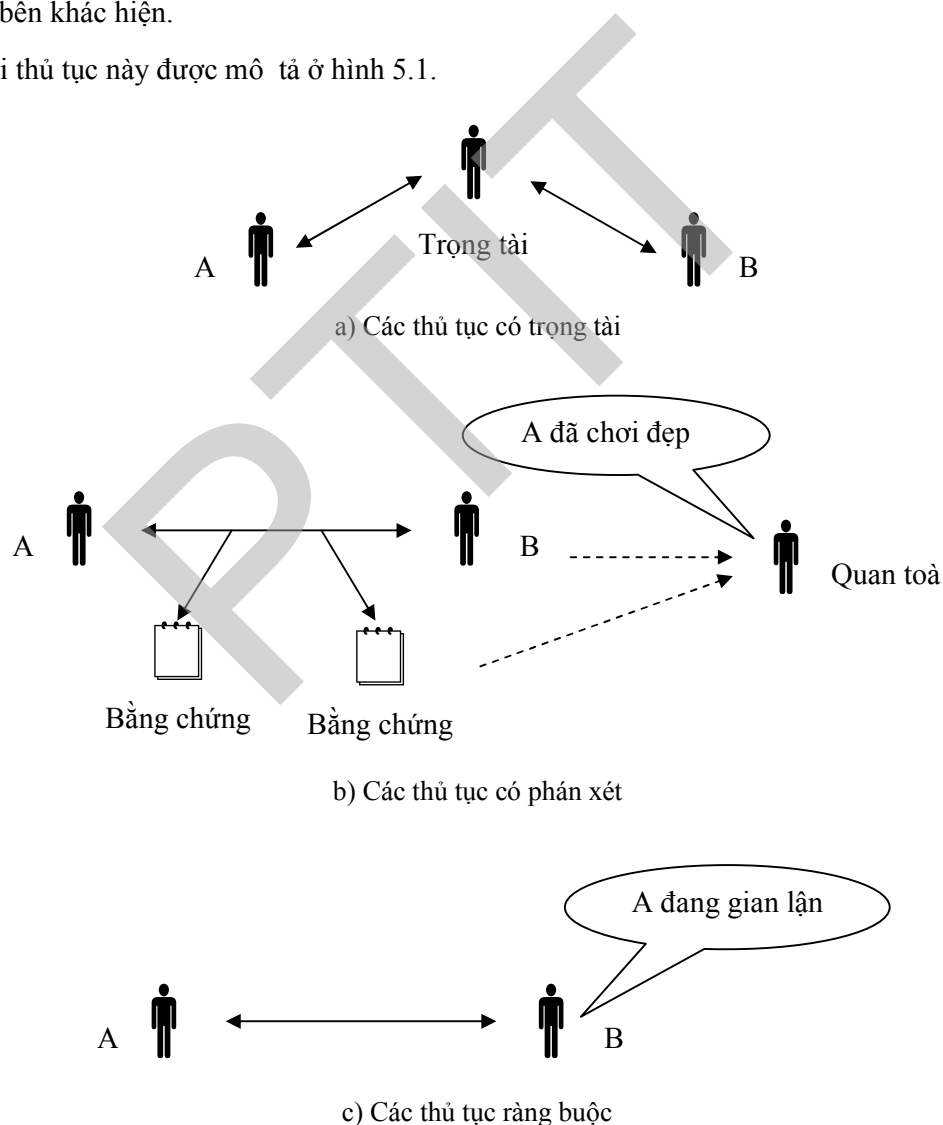 bên khác hiện.
i thủ tục này được mô tả ở hình 5.1.
A
Trọng tài
B
a) Các thủ tục có trọng tài
A đã chơi đẹp
A
B
Quan toà
Bằng chứng
Bằng chứng
b) Các thủ tục có phán xét
A đang gian lận
A
B
c) Các thủ tục ràng buộc
PTIT